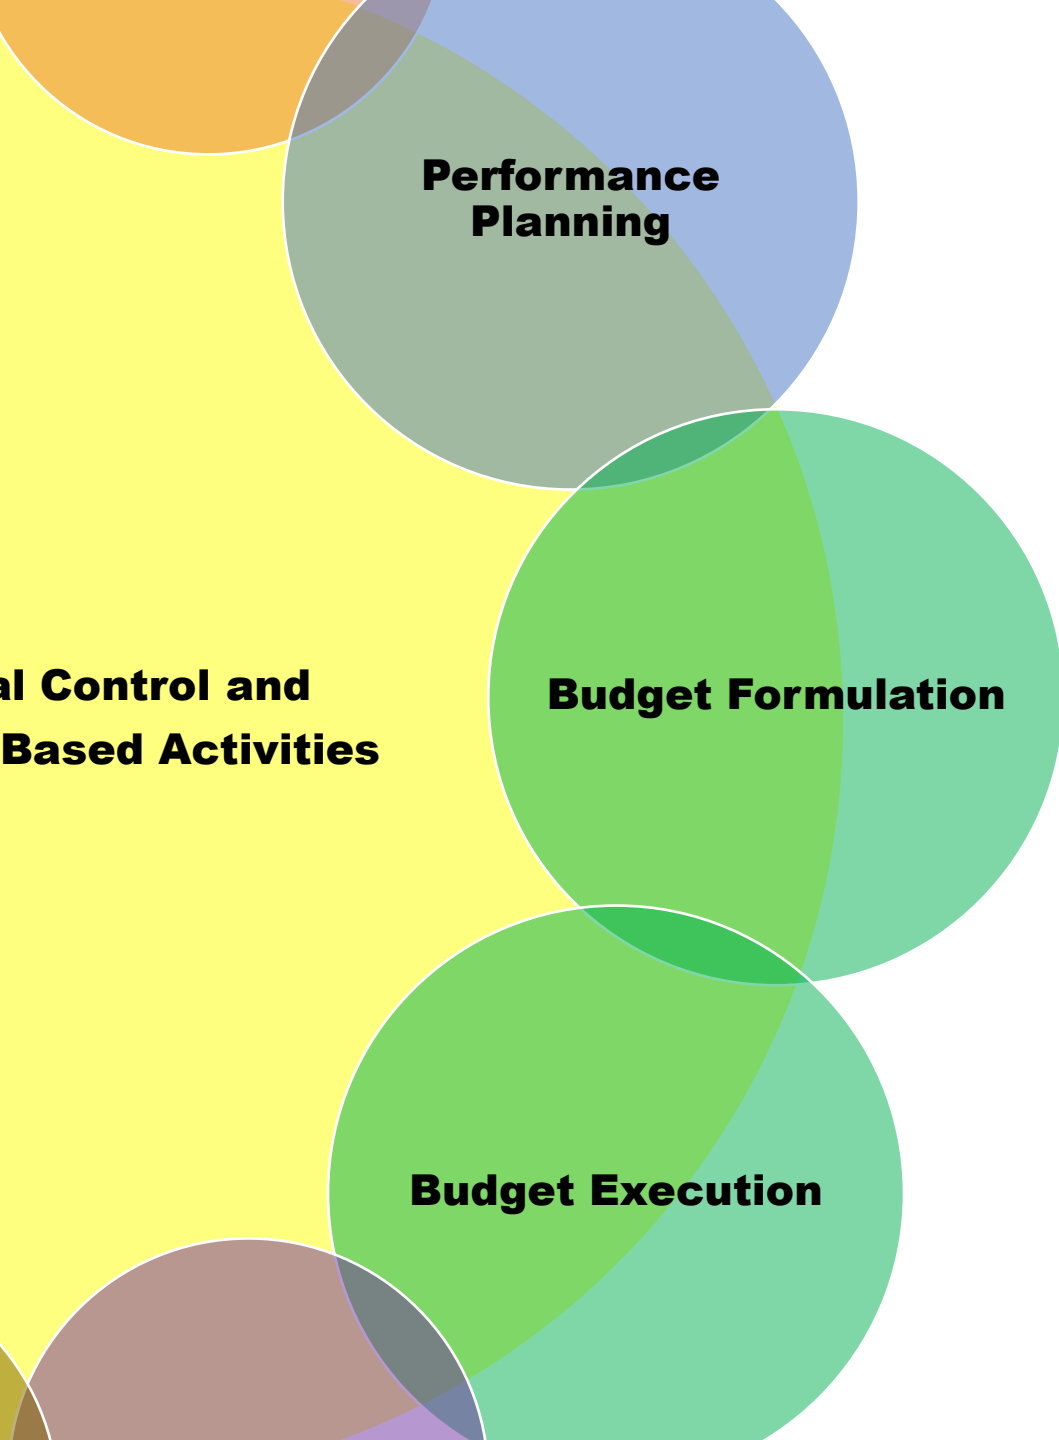 Performance
Planning
al Control and
Budget Formulation
Based Activities
Budget Execution